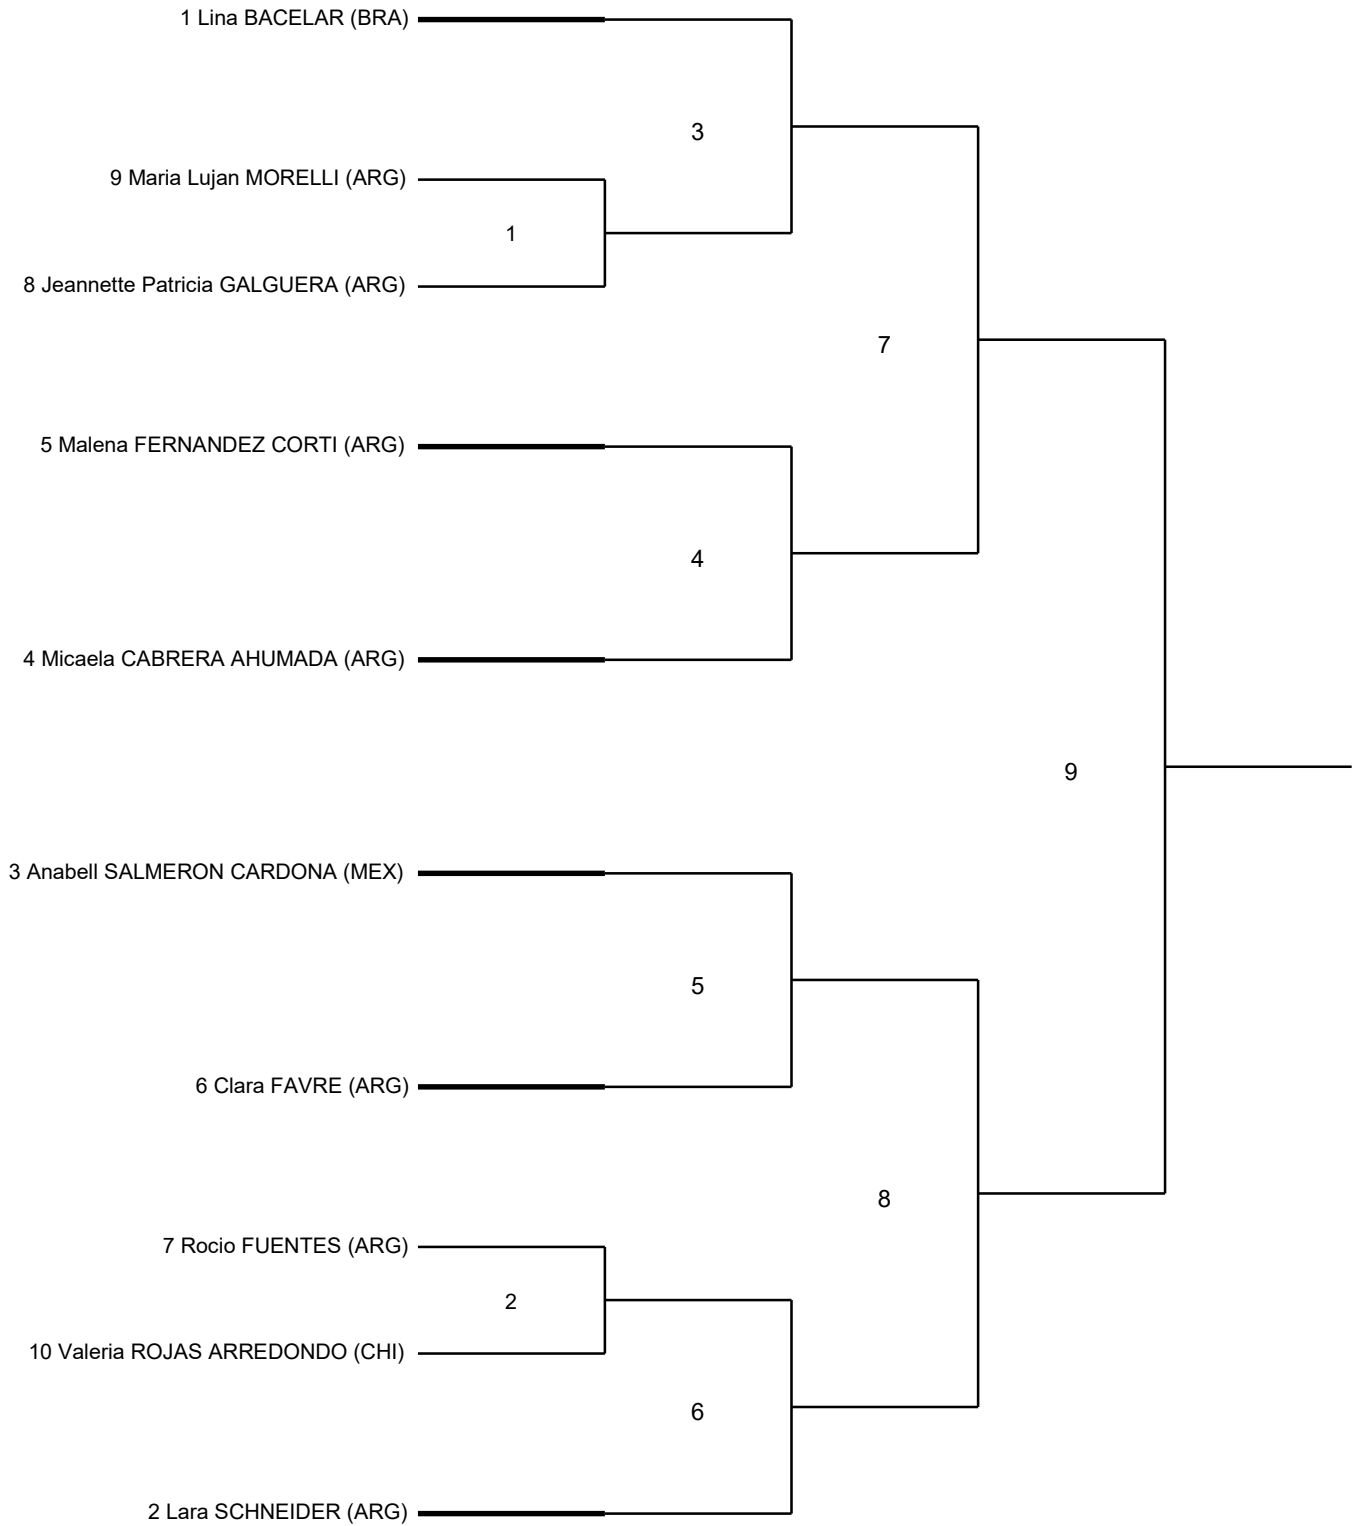 1 Lina BACELAR (BRA)
3
9 Maria Lujan MORELLI (ARG)
1
8 Jeannette Patricia GALGUERA (ARG)
7
5 Malena FERNANDEZ CORTI (ARG)
4
4 Micaela CABRERA AHUMADA (ARG)
9
3 Anabell SALMERON CARDONA (MEX)
5
6 Clara FAVRE (ARG)
8
7 Rocio FUENTES (ARG)
2
10 Valeria ROJAS ARREDONDO (CHI)
6
2 Lara SCHNEIDER (ARG)